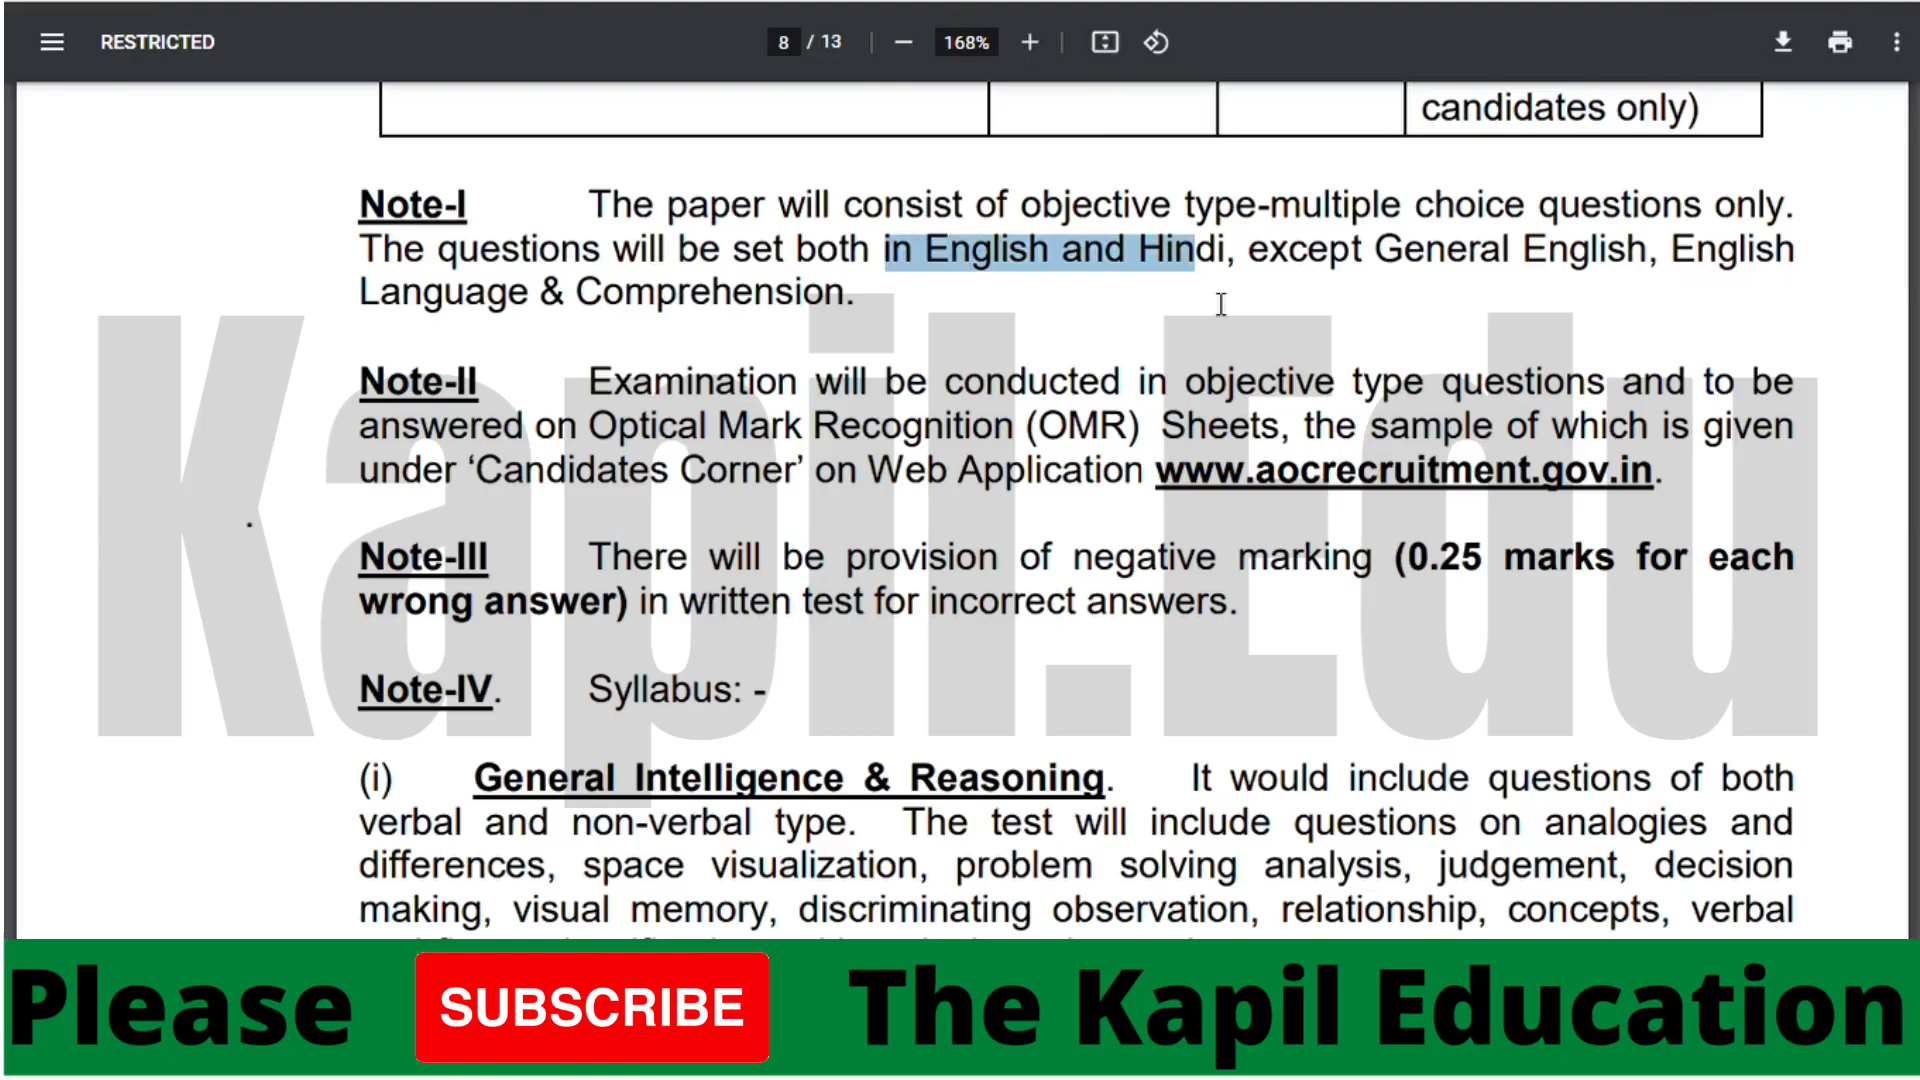 RESTRICTED
8 / 13
168%
candidates only)
Note-I The paper will consist of objective type-multiple choice questions only.
The questions will be set both in English and Hindi, except General English, English
Language & Comprehension.
Note-II Examination will be conducted in objective type questions and to be
answered on Optical Mark Recognition (OMR) Sheets, the sample of which is given
under ‘Candidates Corner’ on Web Application www.aocrecruitment.gov.in.
.
Note-III There will be provision of negative marking (0.25 marks for each
wrong answer) in written test for incorrect answers.
Note-IV. Syllabus: -
Kapil.Edu
(i) General Intelligence & Reasoning. It would include questions of both
verbal and non-verbal type. The test will include questions on analogies and
differences, space visualization, problem solving analysis, judgement, decision
making, visual memory, discriminating observation, relationship, concepts, verbal
Please SUBSCRIBE The Kapil Education